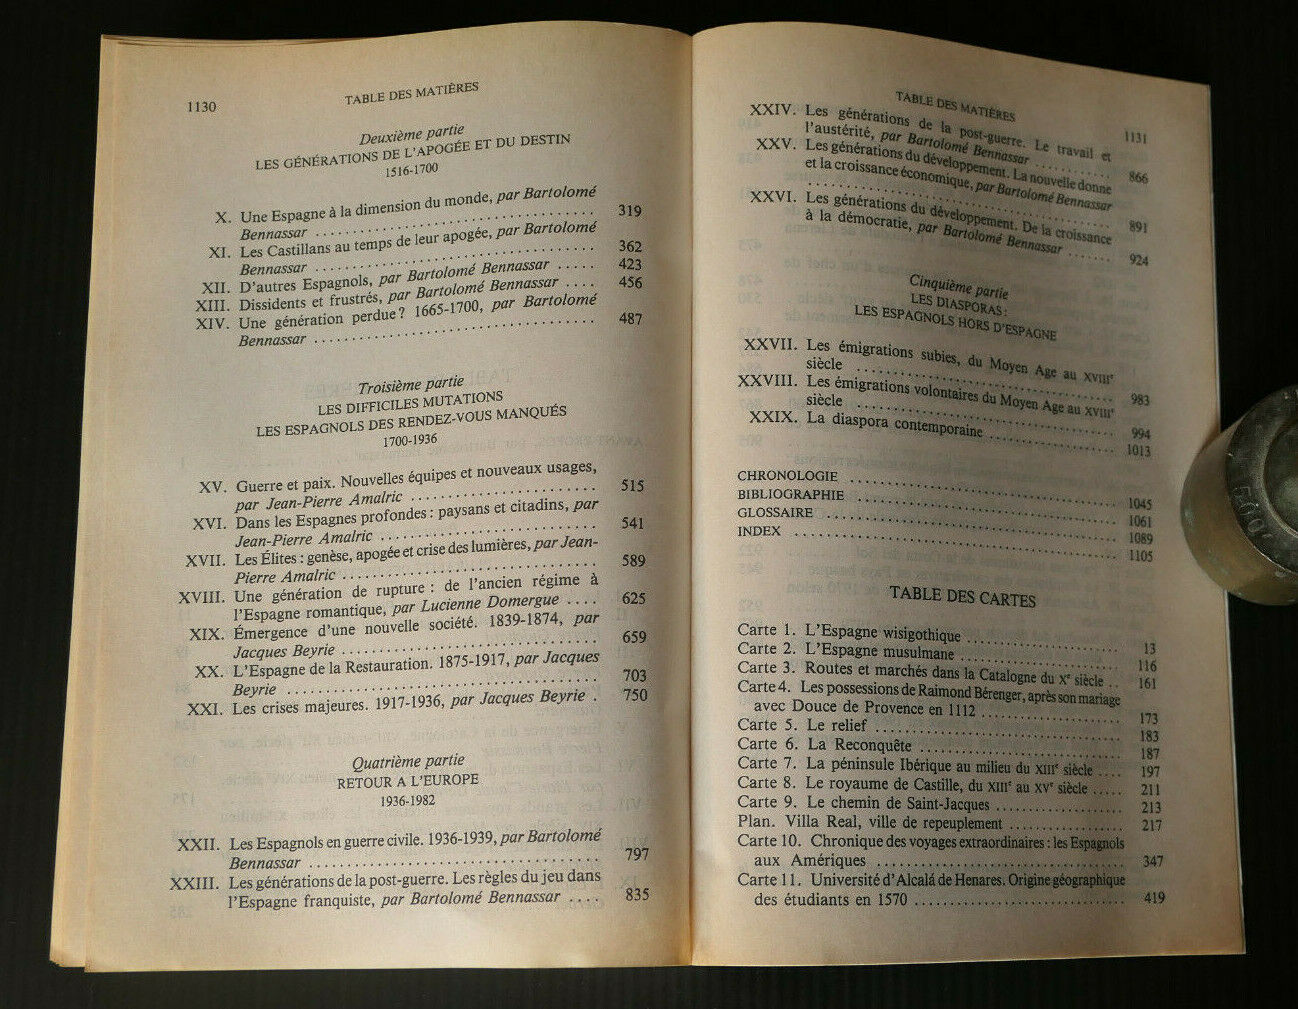 1130
TABLE DES MATIÈRES
Deuxième partie
LES GÉNÉRATIONS DE L'APOGÉE ET DU DESTIN
1516-1700
X. Une Espagne à la dimension du monde, par Bartolomé
Bennassar .......... 319
XI. Les Castillans au temps de leur apogée, par Bartolomé
Bennassar .......... 362
XII. D'autres Espagnols, par Bartolomé Bennassar ..... 423
XIII. Dissidents et frustrés, par Bartolomé Bennassar .... 456
XIV. Une génération perdue? 1665-1700, par Bartolomé
Bennassar .......... 487
Troisième partie
LES DIFFICILES MUTATIONS
LES ESPAGNOLS DES RENDEZ-VOUS MANQUÉS
1700-1936
XV. Guerre et paix. Nouvelles équipes et nouveaux usages,
par Jean-Pierre Amalric .......... 515
XVI. Dans les Espagnes profondes : paysans et citadins, par
Jean-Pierre Amalric .......... 541
XVII. Les Élites : genèse, apogée et crise des lumières, par Jean-
Pierre Amalric .......... 589
XVIII. Une génération de rupture : de l'ancien régime à
l'Espagne romantique, par Lucienne Domergue .... 625
XIX. Émergence d'une nouvelle société. 1839-1874, par
Jacques Beyrie .......... 659
XX. L'Espagne de la Restauration. 1875-1917, par Jacques
Beyrie .......... 703
XXI. Les crises majeures. 1917-1936, par Jacques Beyrie . 750
Quatrième partie
RETOUR A L'EUROPE
1936-1982
XXII. Les Espagnols en guerre civile. 1936-1939, par Bartolomé
Bennassar .......... 797
XXIII. Les générations de la post-guerre. Les règles du jeu dans
l'Espagne franquiste, par Bartolomé Bennassar .... 835
TABLE DES MATIÈRES
1131
XXIV. Les générations de la post-guerre. Le travail et
l'austérité, par Bartolomé Bennassar .......... 866
XXV. Les générations du développement. La nouvelle donne
et la croissance économique, par Bartolomé Bennassar
.......... 891
XXVI. Les générations du développement. De la croissance
à la démocratie, par Bartolomé Bennassar ...... 924
Cinquième partie
LES DIASPORAS :
LES ESPAGNOLS HORS D'ESPAGNE
XXVII. Les émigrations subies, du Moyen Age au XVIIIe
siècle .......... 983
XXVIII. Les émigrations volontaires du Moyen Age au XVIIIe
siècle .......... 994
XXIX. La diaspora contemporaine .......... 1013
CHRONOLOGIE .......... 1045
BIBLIOGRAPHIE .......... 1061
GLOSSAIRE .......... 1089
INDEX .......... 1105
TABLE DES CARTES
Carte 1. L'Espagne wisigothique .......... 13
Carte 2. L'Espagne musulmane .......... 116
Carte 3. Routes et marchés dans la Catalogne du Xe siècle .. 161
Carte 4. Les possessions de Raimond Bérenger, après son mariage
avec Douce de Provence en 1112 .......... 173
Carte 5. Le relief .......... 183
Carte 6. La Reconquête .......... 187
Carte 7. La péninsule Ibérique au milieu du XIIIe siècle .... 197
Carte 8. Le royaume de Castille, du XIIIe au XVe siècle ..... 211
Carte 9. Le chemin de Saint-Jacques .......... 213
Plan. Villa Real, ville de repeuplement .......... 217
Carte 10. Chronique des voyages extraordinaires : les Espagnols
aux Amériques .......... 347
Carte 11. Université d'Alcalá de Henares. Origine géographique
des étudiants en 1570 .......... 419